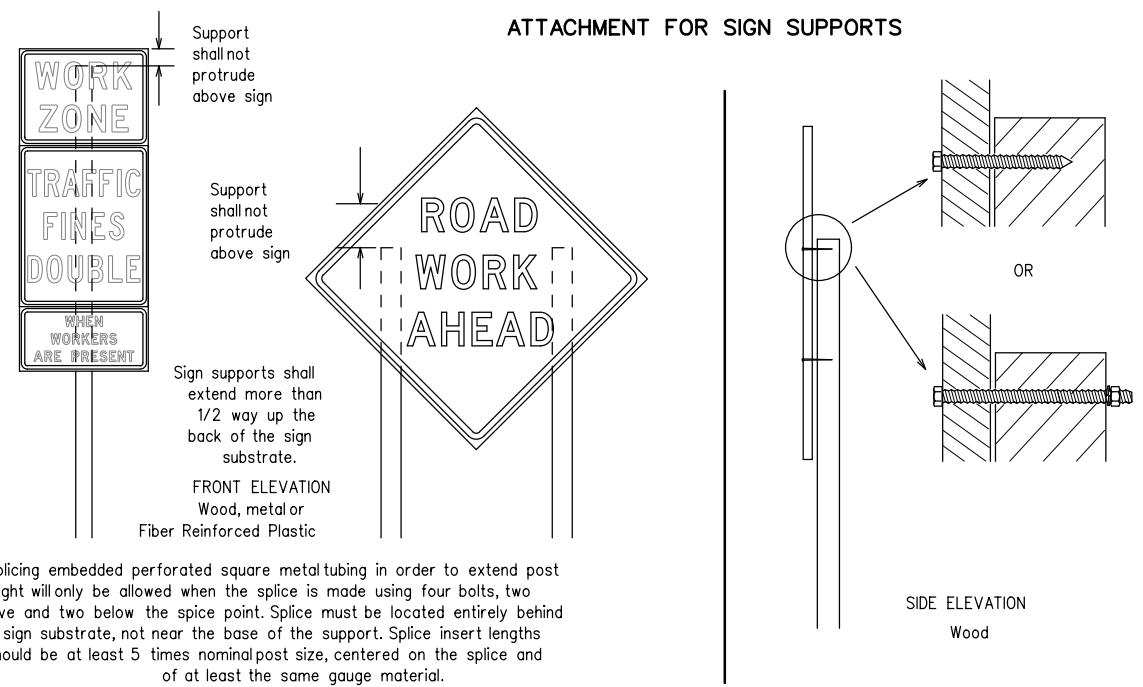 ATTACHMENT FOR SIGN SUPPORTS
Support
shall not
protrude
above sign
WORK
ZONE
TRAFFIC
FINES
DOUBLE
WHEN
WORKERS
ARE PRESENT
Support
shall not
protrude
above sign
ROAD
WORK
AHEAD
Sign supports shall
extend more than
1/2 way up the
back of the sign
substrate.
FRONT ELEVATION
Wood, metal or
Fiber Reinforced Plastic
plicing embedded perforated square metal tubing in order to extend post
ght will only be allowed when the splice is made using four bolts, two
ve and two below the spice point. Splice must be located entirely behind
sign substrate, not near the base of the support. Splice insert lengths
ould be at least 5 times nominal post size, centered on the splice and
of at least the same gauge material.
OR
SIDE ELEVATION
Wood